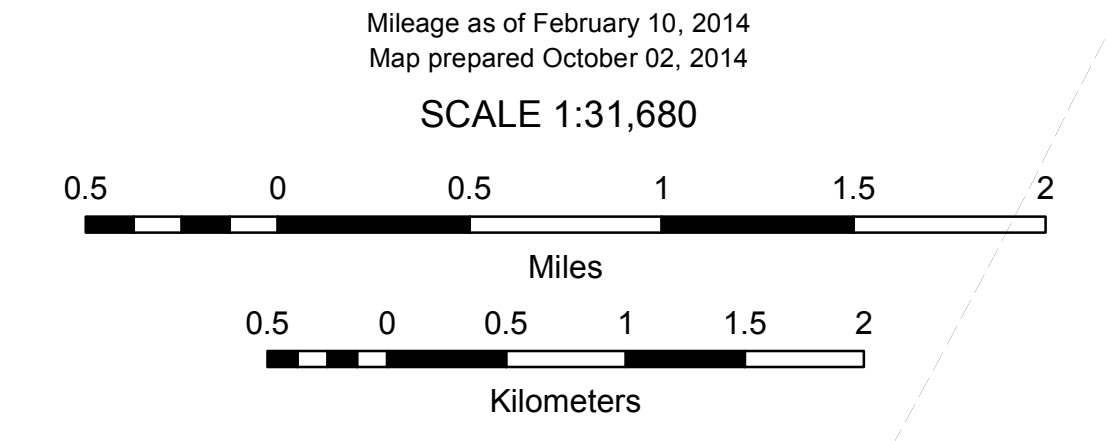 Mileage as of February 10, 2014
Map prepared October 02, 2014
SCALE 1:31,680
0.5 0 0.5 1 1.5 2
Miles
0.5 0 0.5 1 1.5 2
Kilometers